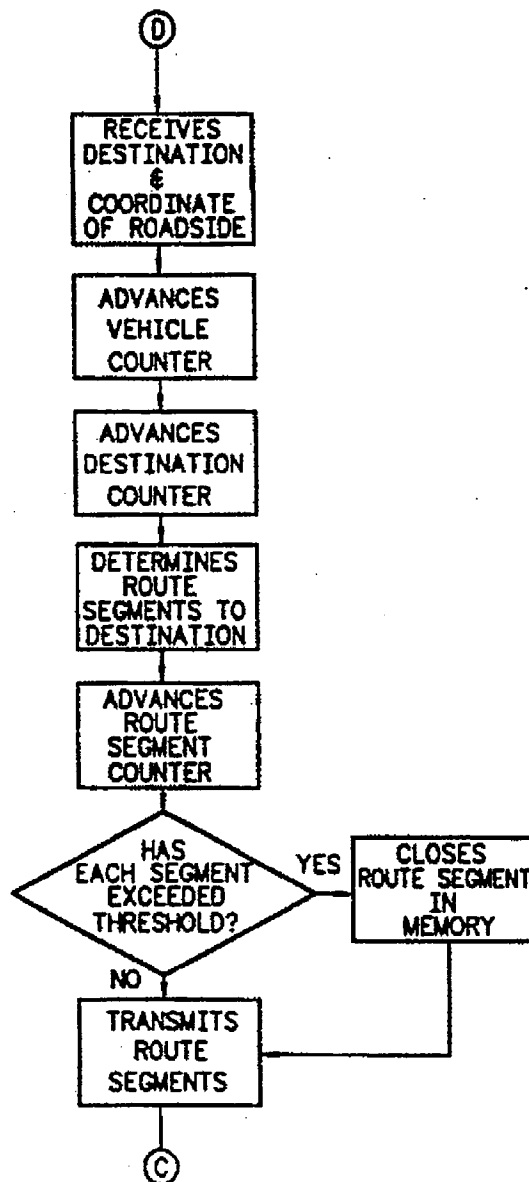 D
RECEIVES
DESTINATION
&
COORDINATE
OF ROADSIDE
ADVANCES
VEHICLE
COUNTER
ADVANCES
DESTINATION
COUNTER
DETERMINES
ROUTE
SEGMENTS TO
DESTINATION
ADVANCES
ROUTE
SEGMENT
COUNTER
HAS
EACH SEGMENT
EXCEEDED
THRESHOLD?
YES
CLOSES
ROUTE SEGMENT
IN
MEMORY
NO
TRANSMITS
ROUTE
SEGMENTS
C